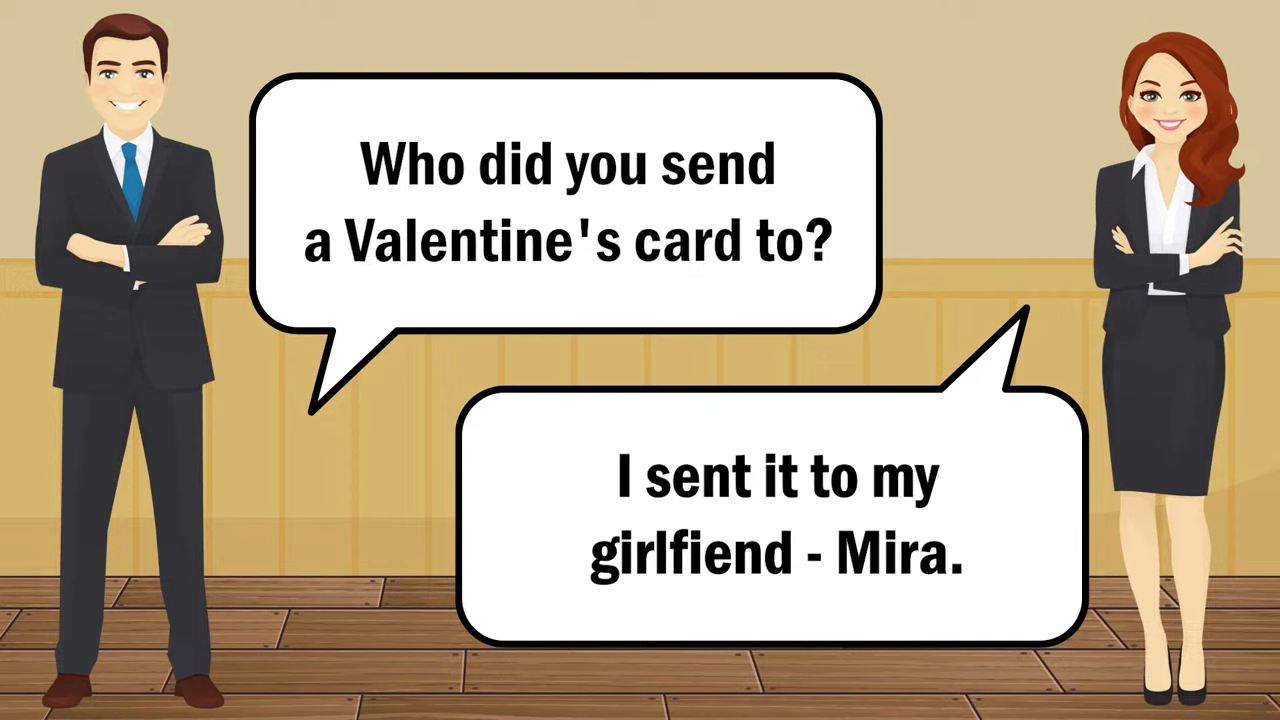 Who did you send
a Valentine's card to?
I sent it to my
girlfiend - Mira.